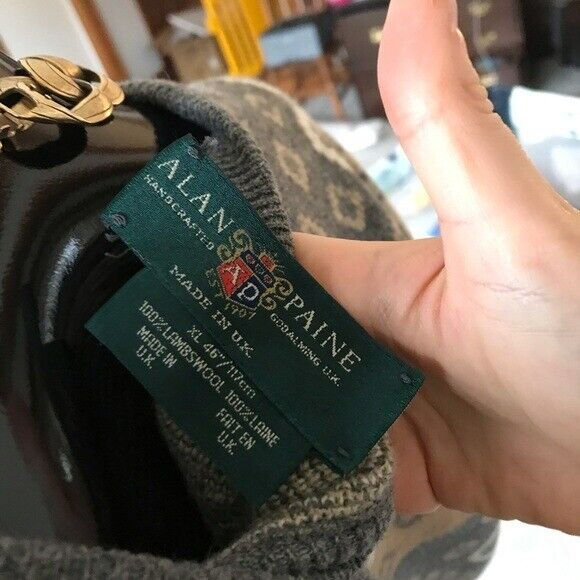 ALAN PAINE
HANDCRAFTED GODALMING U.K.
EST 1907
MADE IN UK
XL 46"/117cm
100%LAMBSWOOL 100%LAINE
MADE IN FAIT EN
U.K. U.K.